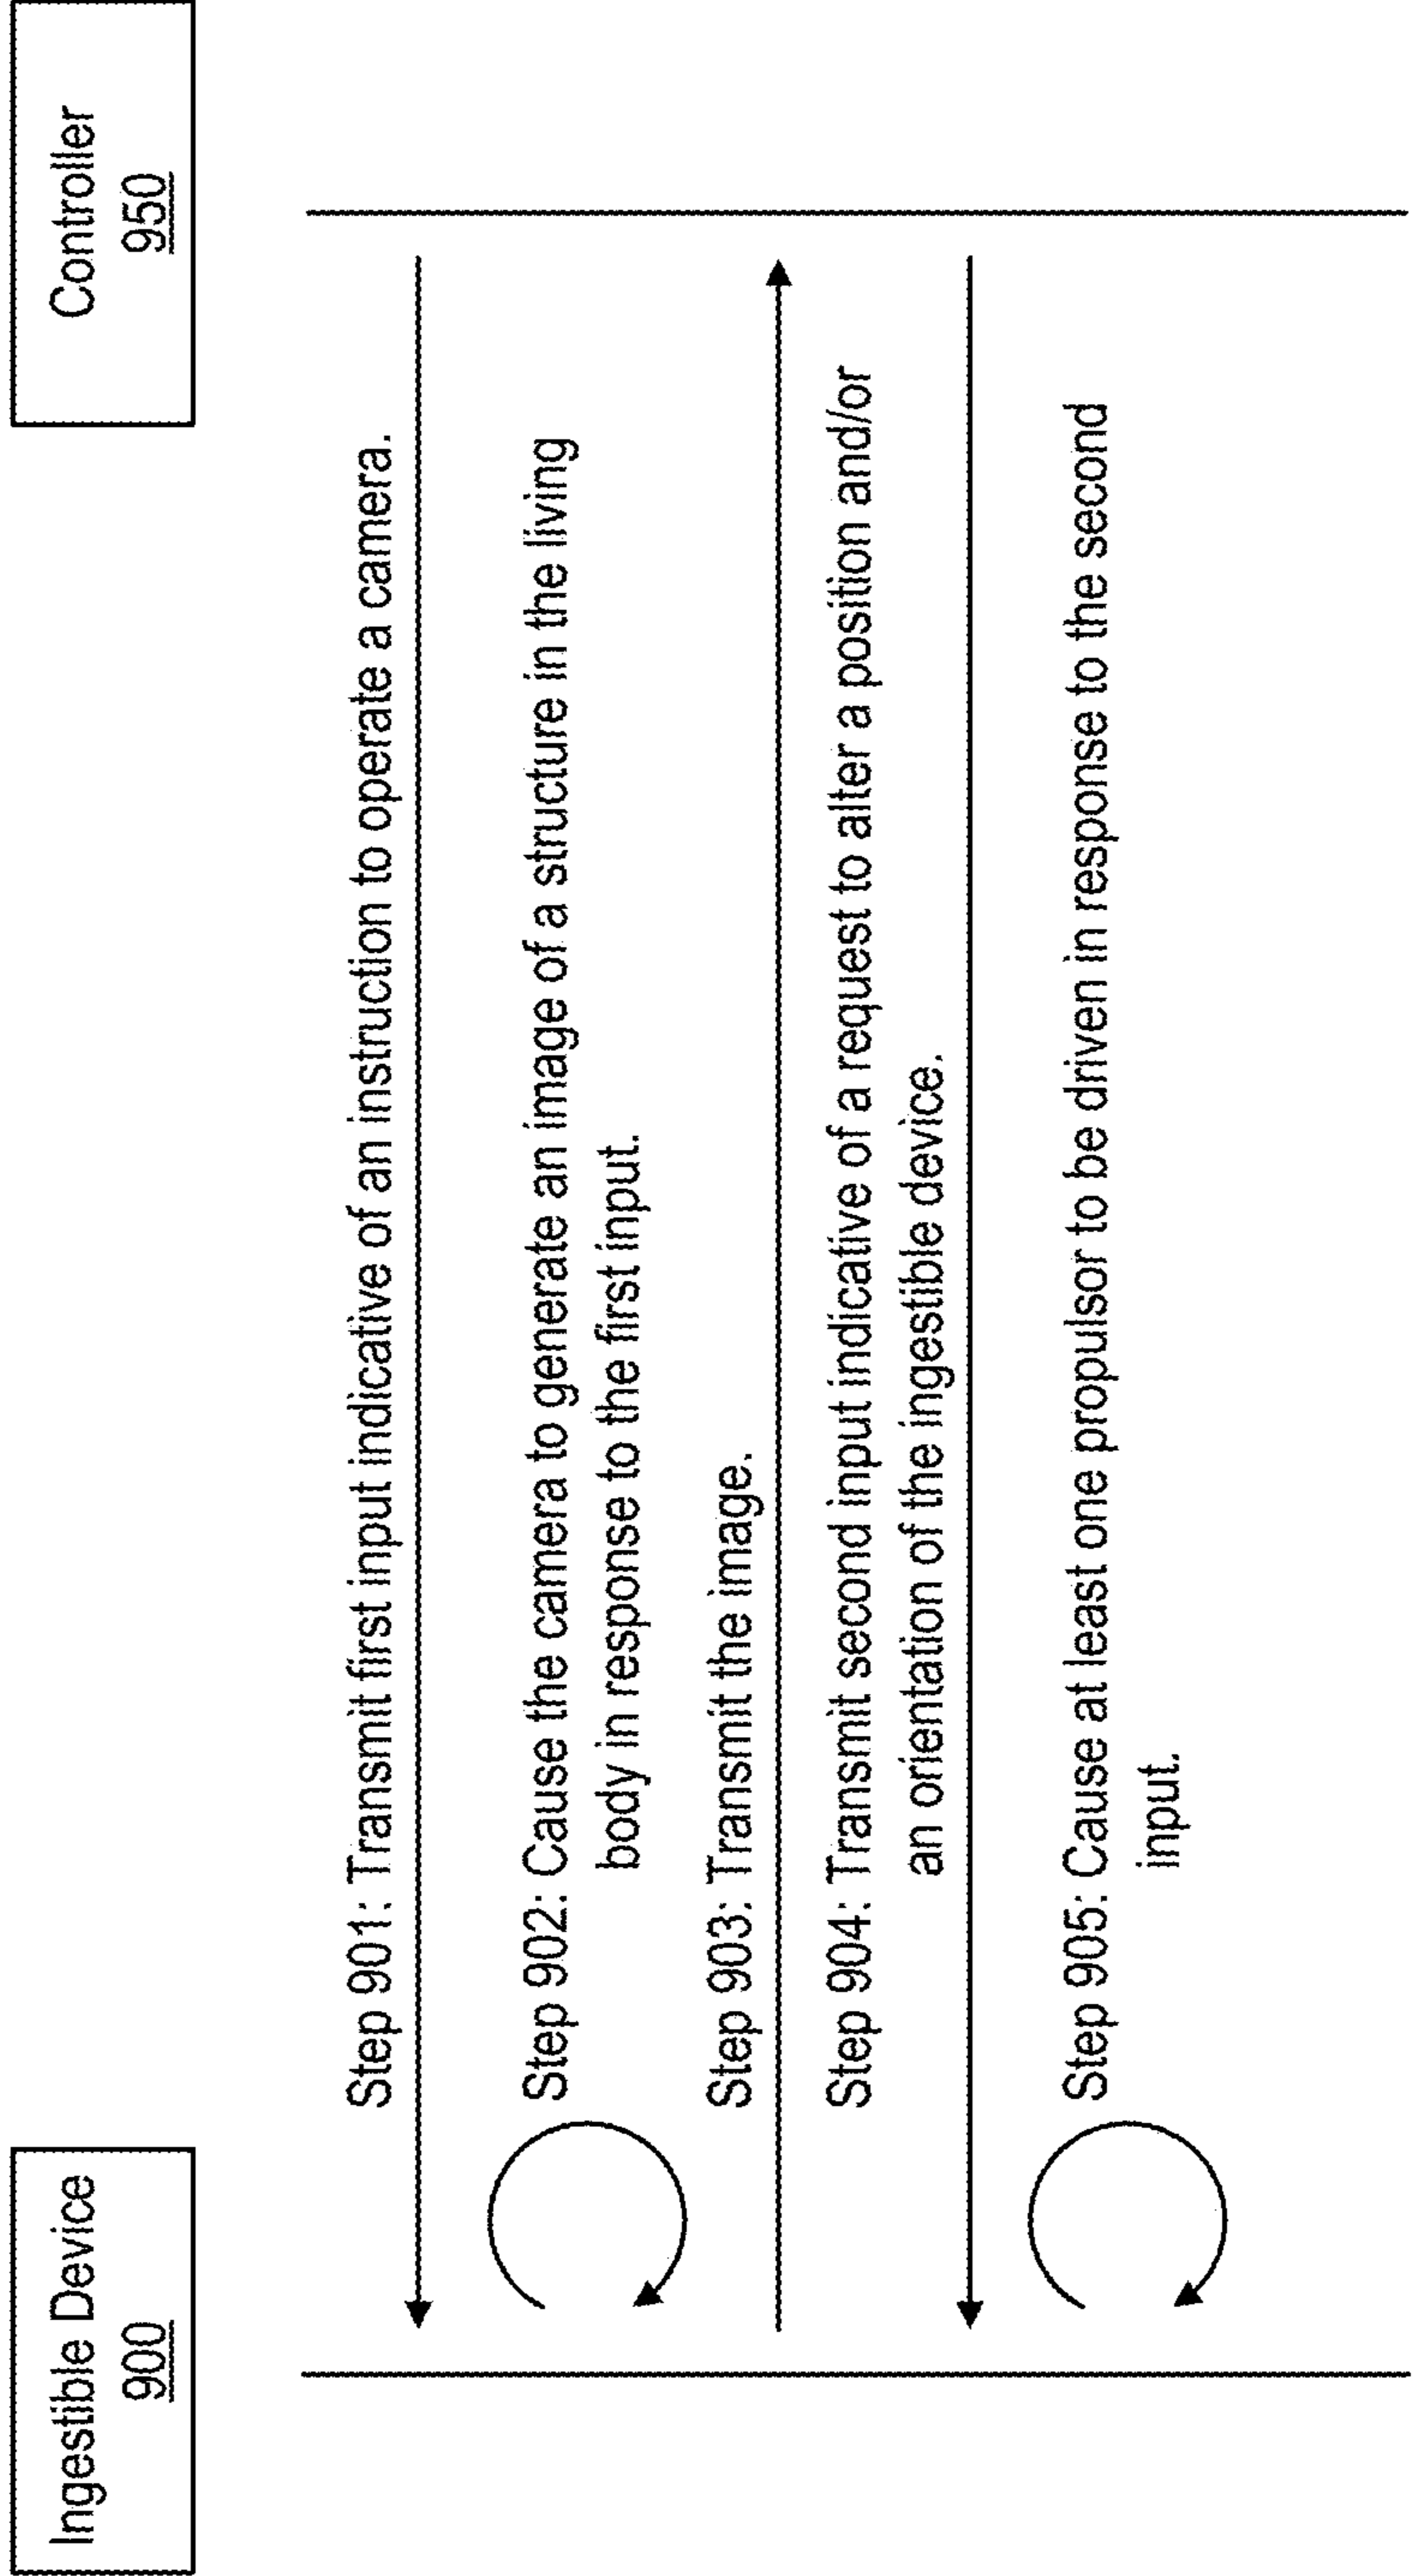 Ingestible Device
900
Controller
950
Step 901: Transmit first input indicative of an instruction to operate a camera.
Step 902: Cause the camera to generate an image of a structure in the living
body in response to the first input.
Step 903: Transmit the image.
Step 904: Transmit second input indicative of a request to alter a position and/or
an orientation of the ingestible device.
Step 905: Cause at least one propulsor to be driven in response to the second
input.